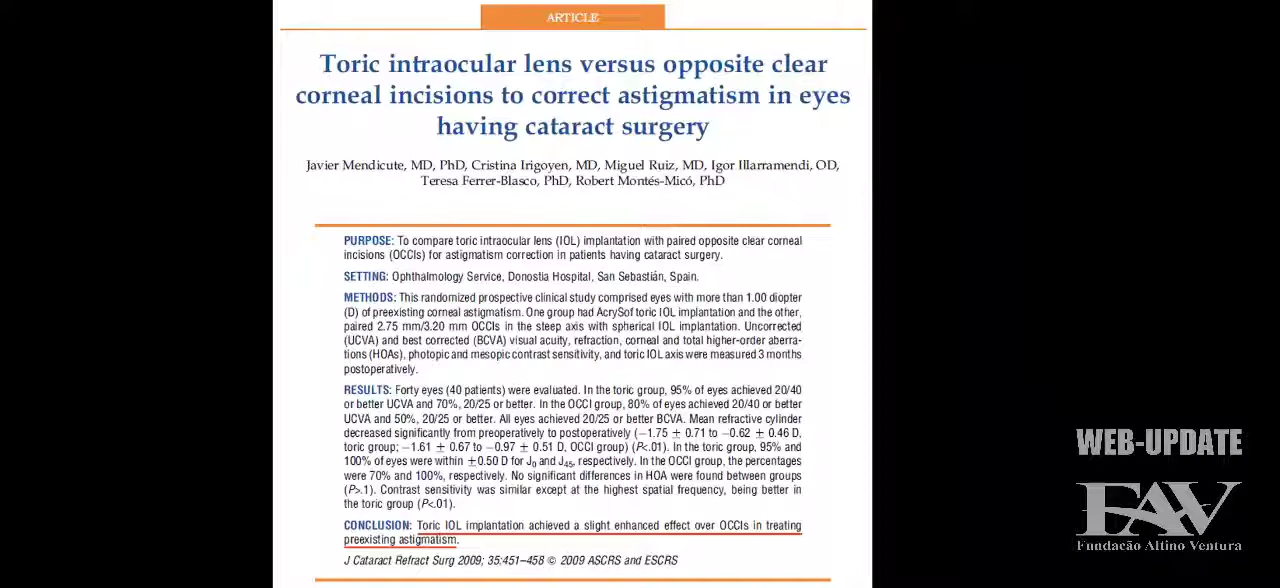 ARTICLE
Toric intraocular lens versus opposite clear
corneal incisions to correct astigmatism in eyes
having cataract surgery
Javier Mendicute, MD, PhD, Cristina Irigoyen, MD, Miguel Ruiz, MD, Igor Illarramendi, OD,
Teresa Ferrer-Blasco, PhD, Robert Montés-Micó, PhD
PURPOSE: To compare toric intraocular lens (IOL) implantation with paired opposite clear corneal
incisions (OCCIs) for astigmatism correction in patients having cataract surgery.
SETTING: Ophthalmology Service, Donostia Hospital, San Sebastián, Spain.
METHODS: This randomized prospective clinical study comprised eyes with more than 1.00 diopter
(D) of preexisting corneal astigmatism. One group had AcrySof toric IOL implantation and the other,
paired 2.75 mm/3.20 mm OCCIs in the steep axis with spherical IOL implantation. Uncorrected
(UCVA) and best corrected (BCVA) visual acuity, refraction, corneal and total higher-order aberra-
tions (HOAs), photopic and mesopic contrast sensitivity, and toric IOL axis were measured 3 months
postoperatively.
RESULTS: Forty eyes (40 patients) were evaluated. In the toric group, 95% of eyes achieved 20/40
or better UCVA and 70%, 20/25 or better. In the OCCI group, 80% of eyes achieved 20/40 or better
UCVA and 50%, 20/25 or better. All eyes achieved 20/25 or better BCVA. Mean refractive cylinder
decreased significantly from preoperatively to postoperatively (−1.75 ± 0.71 to −0.62 ± 0.46 D,
toric group; −1.61 ± 0.67 to −0.97 ± 0.51 D, OCCI group) (P<.01). In the toric group, 95% and
100% of eyes were within ±0.50 D for J0 and J45, respectively. In the OCCI group, the percentages
were 70% and 100%, respectively. No significant differences in HOA were found between groups
(P>.1). Contrast sensitivity was similar except at the highest spatial frequency, being better in
the toric group (P<.01).
CONCLUSION: Toric IOL implantation achieved a slight enhanced effect over OCCIs in treating
preexisting astigmatism.
J Cataract Refract Surg 2009; 35:451–458 © 2009 ASCRS and ESCRS
WEB-UPDATE
FAV
Fundacão Altino Ventura